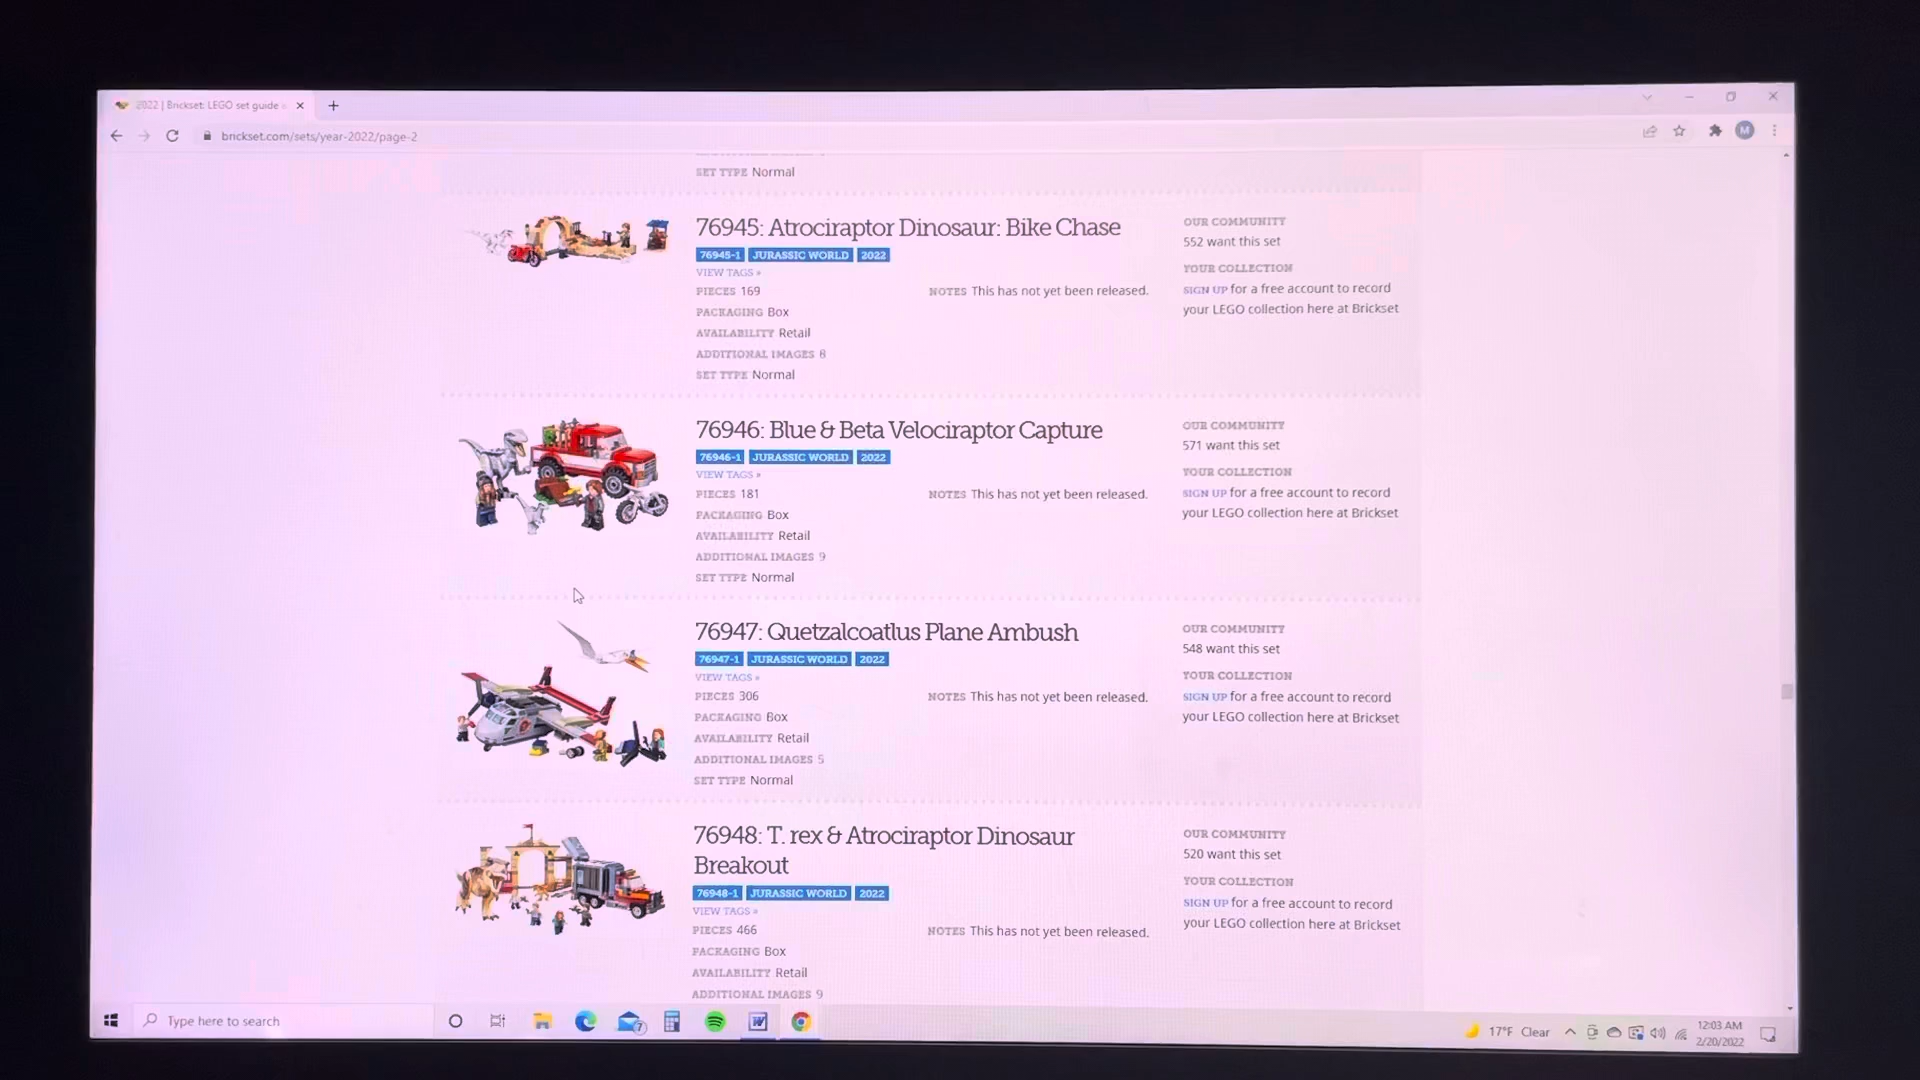 2022 | Brickset: LEGO set guide
brickset.com/sets/year-2022/page-2
M
SET TYPE Normal
76945: Atrociraptor Dinosaur: Bike Chase
76945-1 JURASSIC WORLD 2022
VIEW TAGS »
PIECES 169
NOTES This has not yet been released.
PACKAGING Box
AVAILABILITY Retail
ADDITIONAL IMAGES 8
SET TYPE Normal
OUR COMMUNITY
552 want this set
YOUR COLLECTION
SIGN UP for a free account to record
your LEGO collection here at Brickset
76946: Blue & Beta Velociraptor Capture
76946-1 JURASSIC WORLD 2022
VIEW TAGS »
PIECES 181
NOTES This has not yet been released.
PACKAGING Box
AVAILABILITY Retail
ADDITIONAL IMAGES 9
SET TYPE Normal
OUR COMMUNITY
571 want this set
YOUR COLLECTION
SIGN UP for a free account to record
your LEGO collection here at Brickset
76947: Quetzalcoatlus Plane Ambush
76947-1 JURASSIC WORLD 2022
VIEW TAGS »
PIECES 306
NOTES This has not yet been released.
PACKAGING Box
AVAILABILITY Retail
ADDITIONAL IMAGES 5
SET TYPE Normal
OUR COMMUNITY
548 want this set
YOUR COLLECTION
SIGN UP for a free account to record
your LEGO collection here at Brickset
76948: T. rex & Atrociraptor Dinosaur
Breakout
76948-1 JURASSIC WORLD 2022
VIEW TAGS »
PIECES 466
NOTES This has not yet been released.
PACKAGING Box
AVAILABILITY Retail
ADDITIONAL IMAGES 9
OUR COMMUNITY
520 want this set
YOUR COLLECTION
SIGN UP for a free account to record
your LEGO collection here at Brickset
Type here to search
7
W
17°F Clear
12:03 AM
2/20/2022